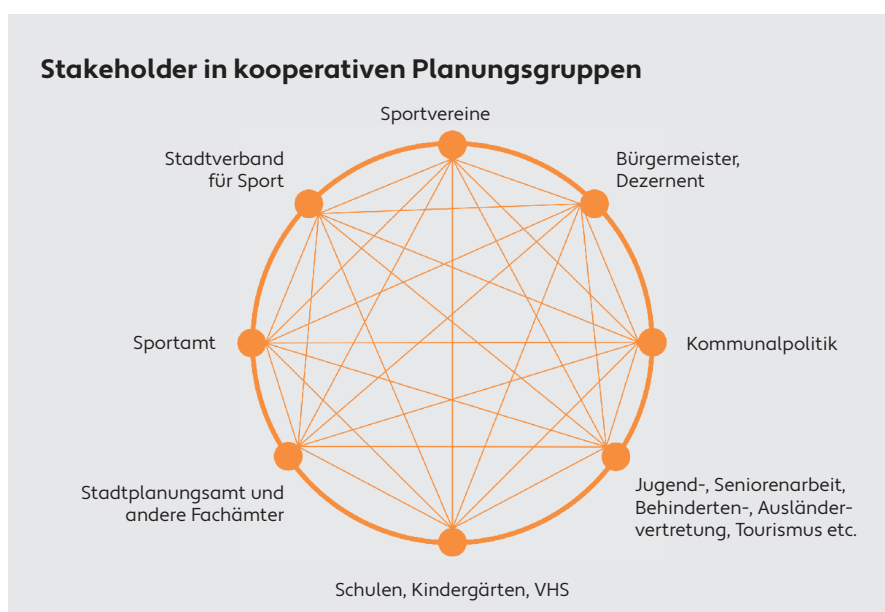 Stakeholder in kooperativen Planungsgruppen
Sportvereine
Stadtverband
für Sport
Bürgermeister,
Dezernent
Sportamt
Kommunalpolitik
Stadtplanungsamt und
andere Fachämter
Jugend-, Seniorenarbeit,
Behinderten-, Ausländer-
vertretung, Tourismus etc.
Schulen, Kindergärten, VHS